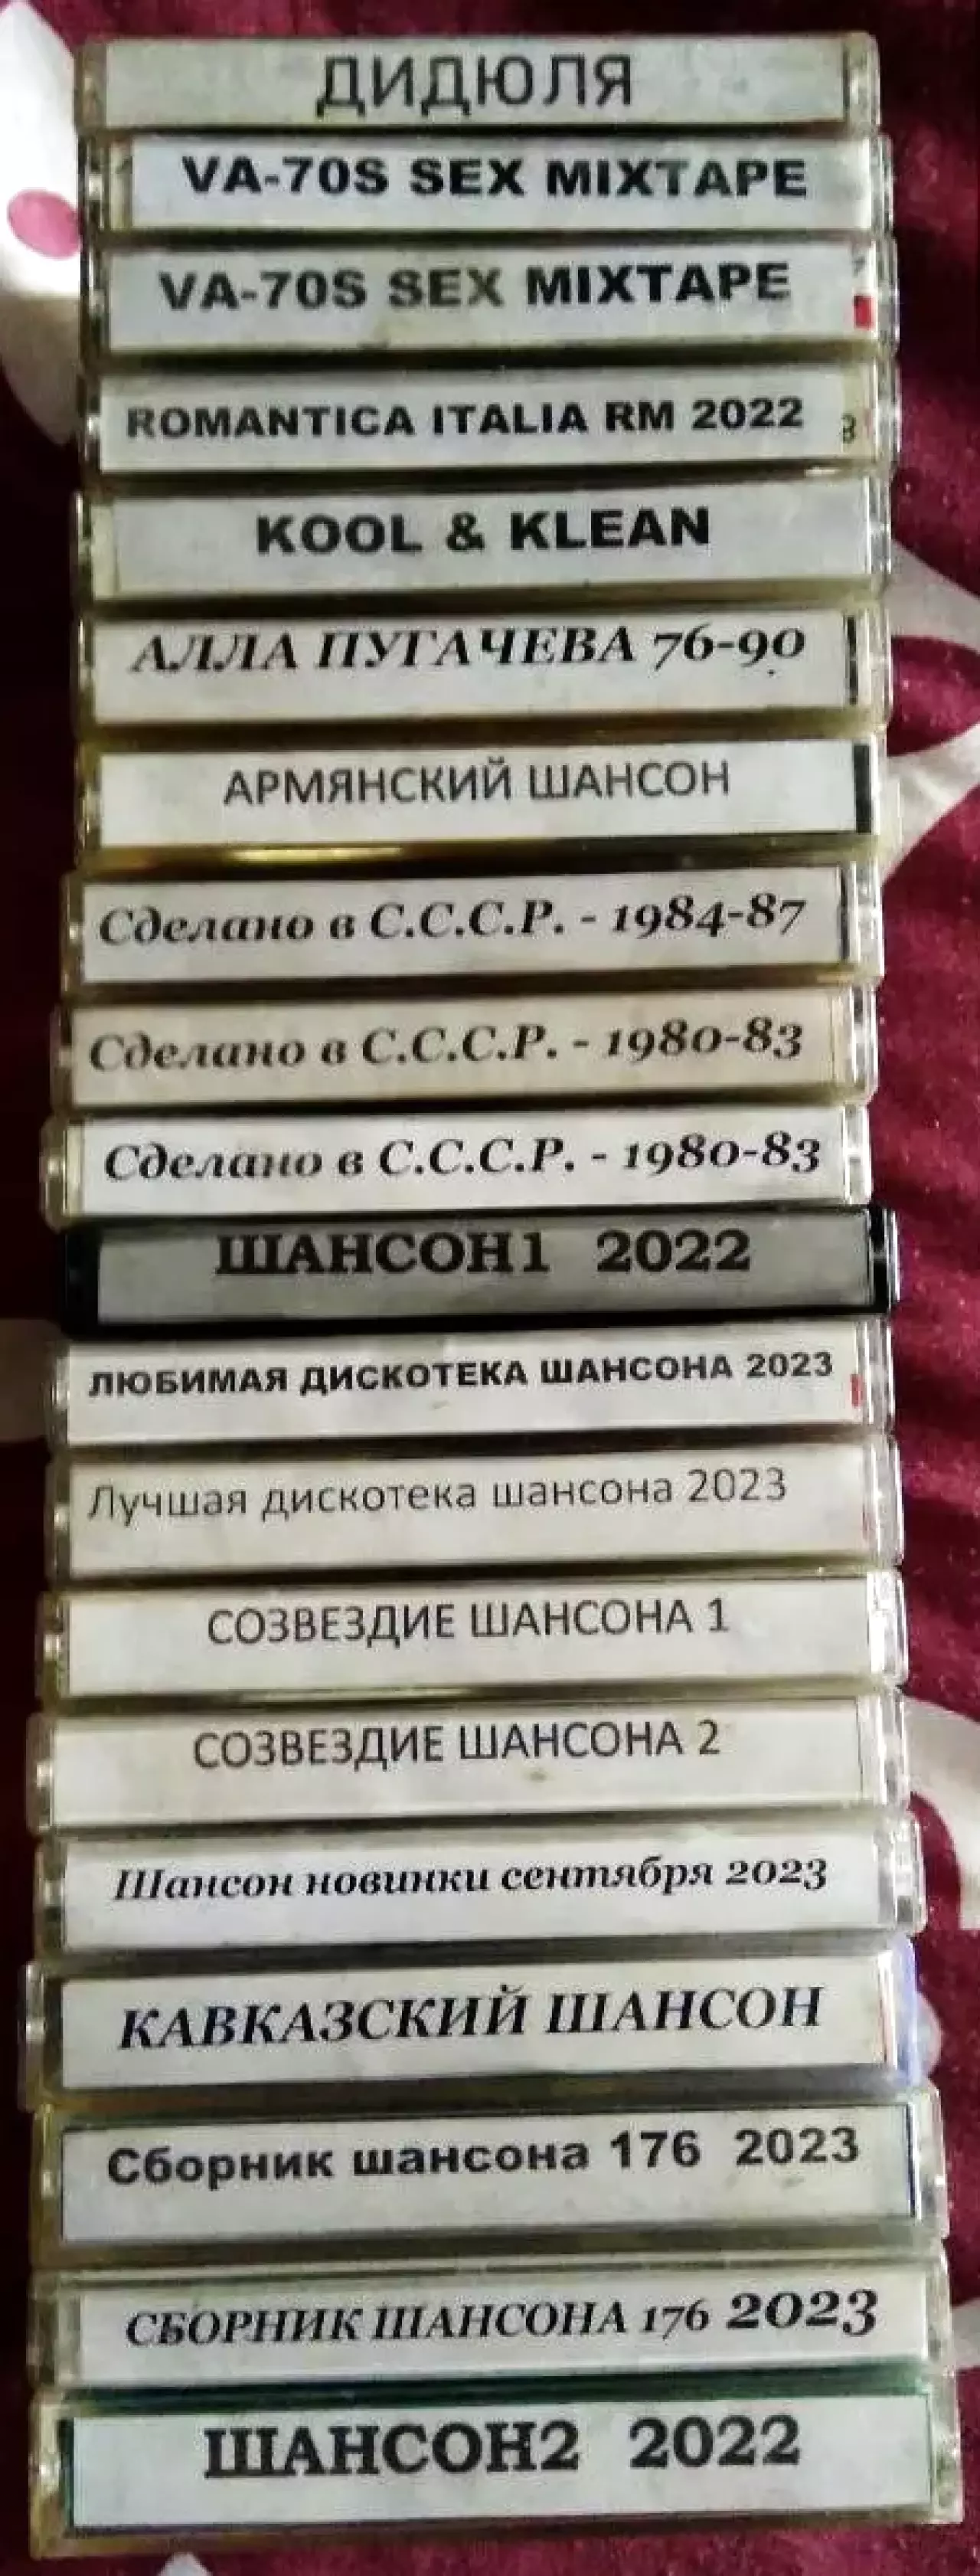 ДИДЮЛЯ
VA-70S SEX MIXTAPE
VA-70S SEX MIXTAPE
ROMANTICA ITALIA RM 2022
KOOL & KLEAN
АЛЛА ПУГАЧЕВА 76-90
АРМЯНСКИЙ ШАНСОН
Сделано в С.С.С.Р. - 1984-87
Сделано в С.С.С.Р. - 1980-83
Сделано в С.С.С.Р. - 1980-83
ШАНСОН1 2022
ЛЮБИМАЯ ДИСКОТЕКА ШАНСОНА 2023
Лучшая дискотека шансона 2023
СОЗВЕЗДИЕ ШАНСОНА 1
СОЗВЕЗДИЕ ШАНСОНА 2
Шансон новинки сентября 2023
КАВКАЗСКИЙ ШАНСОН
Сборник шансона 176 2023
СБОРНИК ШАНСОНА 176 2023
ШАНСОН2 2022